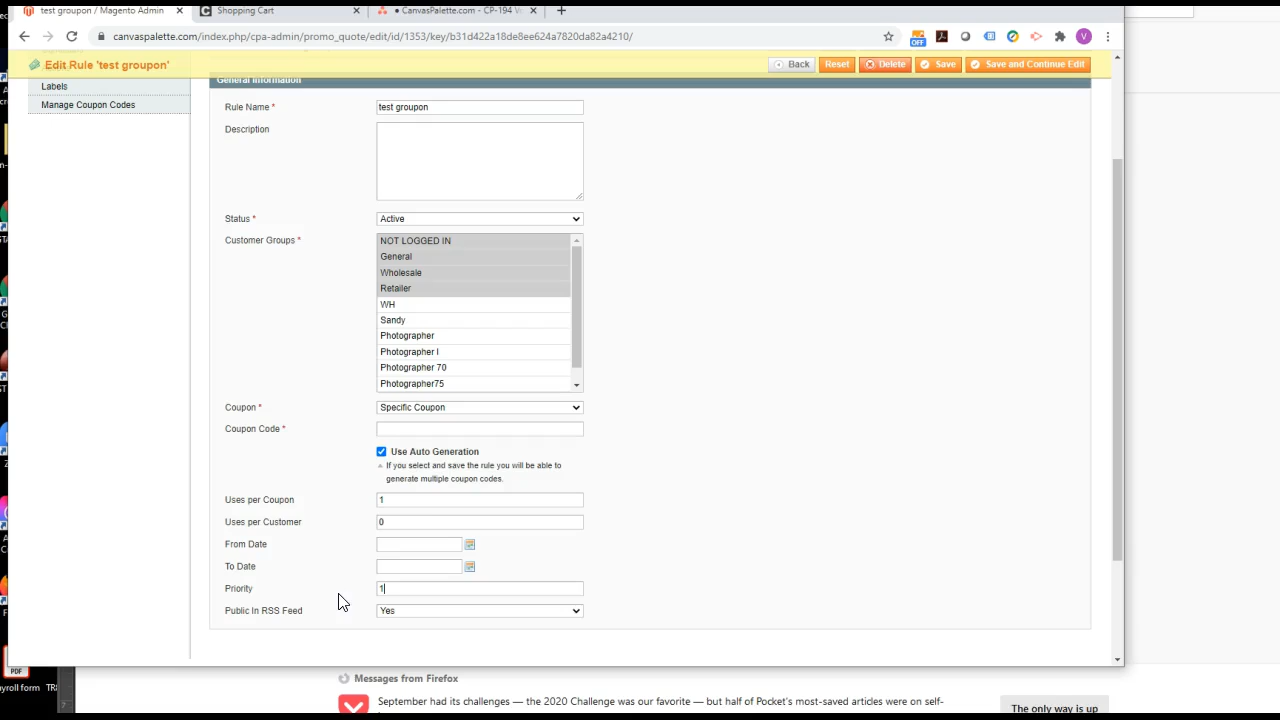 test groupon / Magento Admin
Shopping Cart
• CanvasPalette.com - CP-194 V
canvaspalette.com/index.php/cpa-admin/promo_quote/edit/id/1353/key/b31d422a18de8ee624a7820da82a4210/
OFF
V
Edit Rule 'test groupon'
Back
Reset
Delete
Save
Save and Continue Edit
Labels
Manage Coupon Codes
General Information
Rule Name *
test groupon
Description
Status *
Active
Customer Groups *
NOT LOGGED IN
General
Wholesale
Retailer
WH
Sandy
Photographer
Photographer I
Photographer 70
Photographer75
Coupon *
Specific Coupon
Coupon Code *
Use Auto Generation
If you select and save the rule you will be able to
generate multiple coupon codes.
Uses per Coupon
1
Uses per Customer
0
From Date
To Date
Priority
1
Public In RSS Feed
Yes
PDF
ayroll form
TR
Messages from Firefox
September had its challenges — the 2020 Challenge was our favorite — but half of Pocket's most-saved articles were on self-
The only way is up